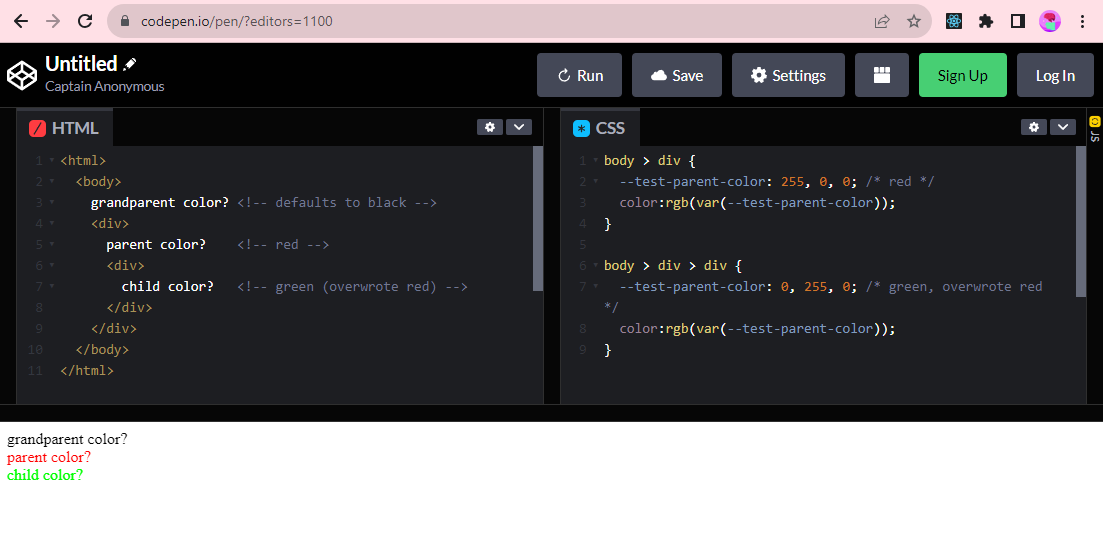 codepen.io/pen/?editors=1100
Untitled
Captain Anonymous
Run
Save
Settings
Sign Up
Log In
HTML
1 <html>
2 <body>
3 grandparent color? <!-- defaults to black -->
4 <div>
5 parent color? <!-- red -->
6 <div>
7 child color? <!-- green (overwrote red) -->
8 </div>
9 </div>
10 </body>
11 </html>
CSS
1 body > div {
2 --test-parent-color: 255, 0, 0; /* red */
3 color:rgb(var(--test-parent-color));
4 }
5
6 body > div > div {
7 --test-parent-color: 0, 255, 0; /* green, overwrote red
*/
8 color:rgb(var(--test-parent-color));
9 }
JS
grandparent color?
parent color?
child color?